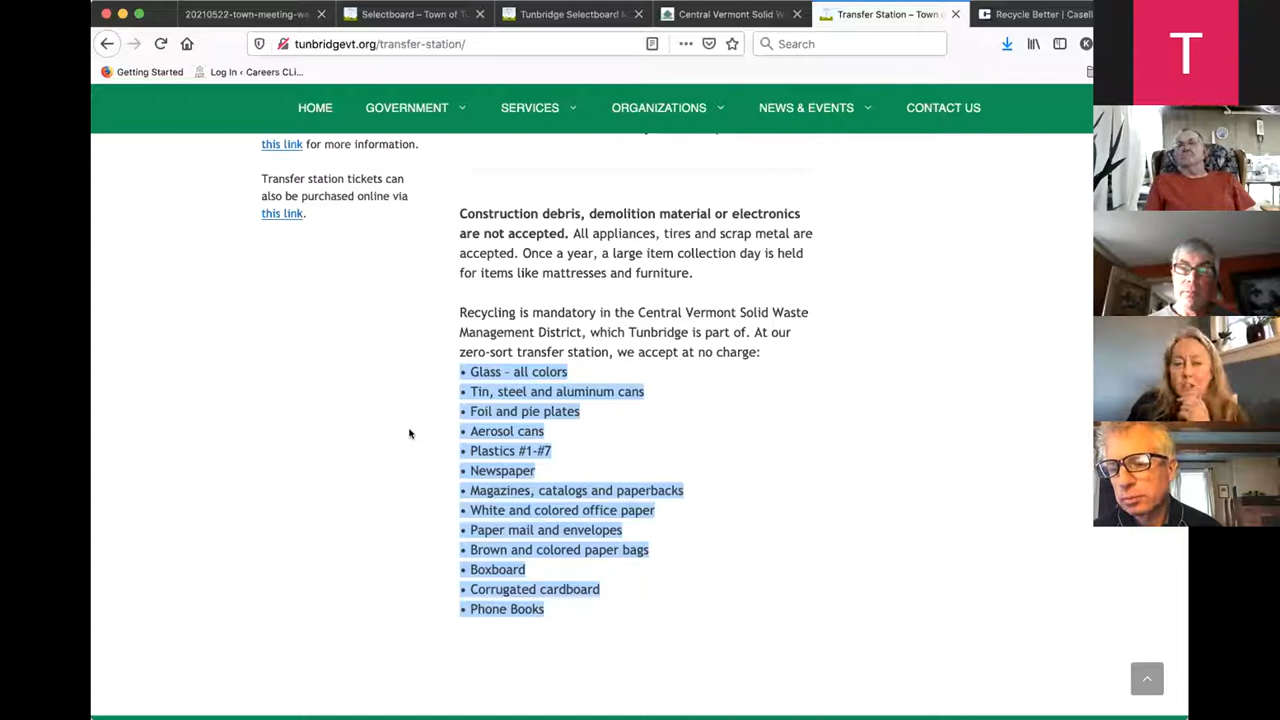 20210522-town-meeting-wa
Selectboard – Town of T
Tunbridge Selectboard M
Central Vermont Solid W
Transfer Station – Town o
Recycle Better | Casell
tunbridgevt.org/transfer-station/
Search
Getting Started
Log In ‹ Careers CLi...
HOME
GOVERNMENT
SERVICES
ORGANIZATIONS
NEWS & EVENTS
CONTACT US
this link for more information.
Transfer station tickets can
also be purchased online via
this link.
Construction debris, demolition material or electronics
are not accepted. All appliances, tires and scrap metal are
accepted. Once a year, a large item collection day is held
for items like mattresses and furniture.
Recycling is mandatory in the Central Vermont Solid Waste
Management District, which Tunbridge is part of. At our
zero-sort transfer station, we accept at no charge:
• Glass – all colors
• Tin, steel and aluminum cans
• Foil and pie plates
• Aerosol cans
• Plastics #1-#7
• Newspaper
• Magazines, catalogs and paperbacks
• White and colored office paper
• Paper mail and envelopes
• Brown and colored paper bags
• Boxboard
• Corrugated cardboard
• Phone Books
T
K